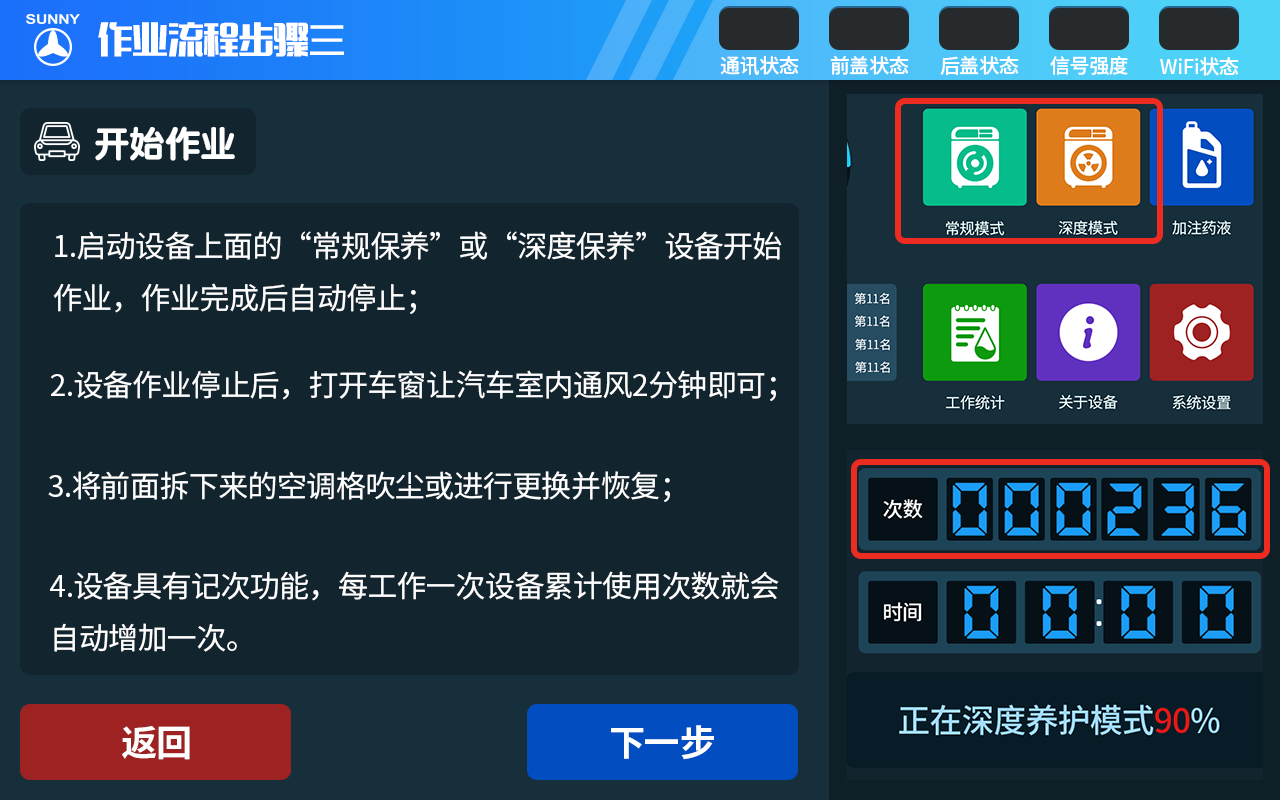 SUNNY
作业流程步骤三
通讯状态
前盖状态
后盖状态
信号强度
WiFi状态
开始作业
1.启动设备上面的“常规保养”或“深度保养”设备开始
作业，作业完成后自动停止；
2.设备作业停止后，打开车窗让汽车室内通风2分钟即可；
3.将前面拆下来的空调格吹尘或进行更换并恢复；
4.设备具有记次功能，每工作一次设备累计使用次数就会
自动增加一次。
返回
下一步
常规模式
深度模式
加注药液
第11名
第11名
第11名
第11名
工作统计
关于设备
系统设置
次数
000236
时间
00:00
正在深度养护模式90%